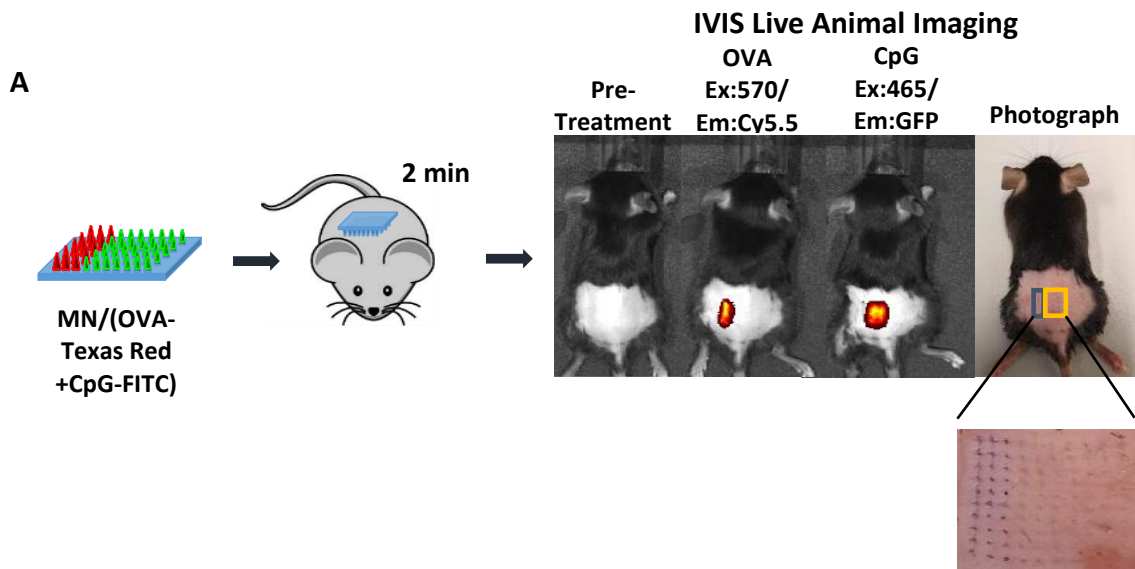 IVIS Live Animal Imaging
A
Pre-
Treatment
OVA
Ex:570/
Em:Cy5.5
CpG
Ex:465/
Em:GFP
Photograph
2 min
MN/(OVA-
Texas Red
+CpG-FITC)